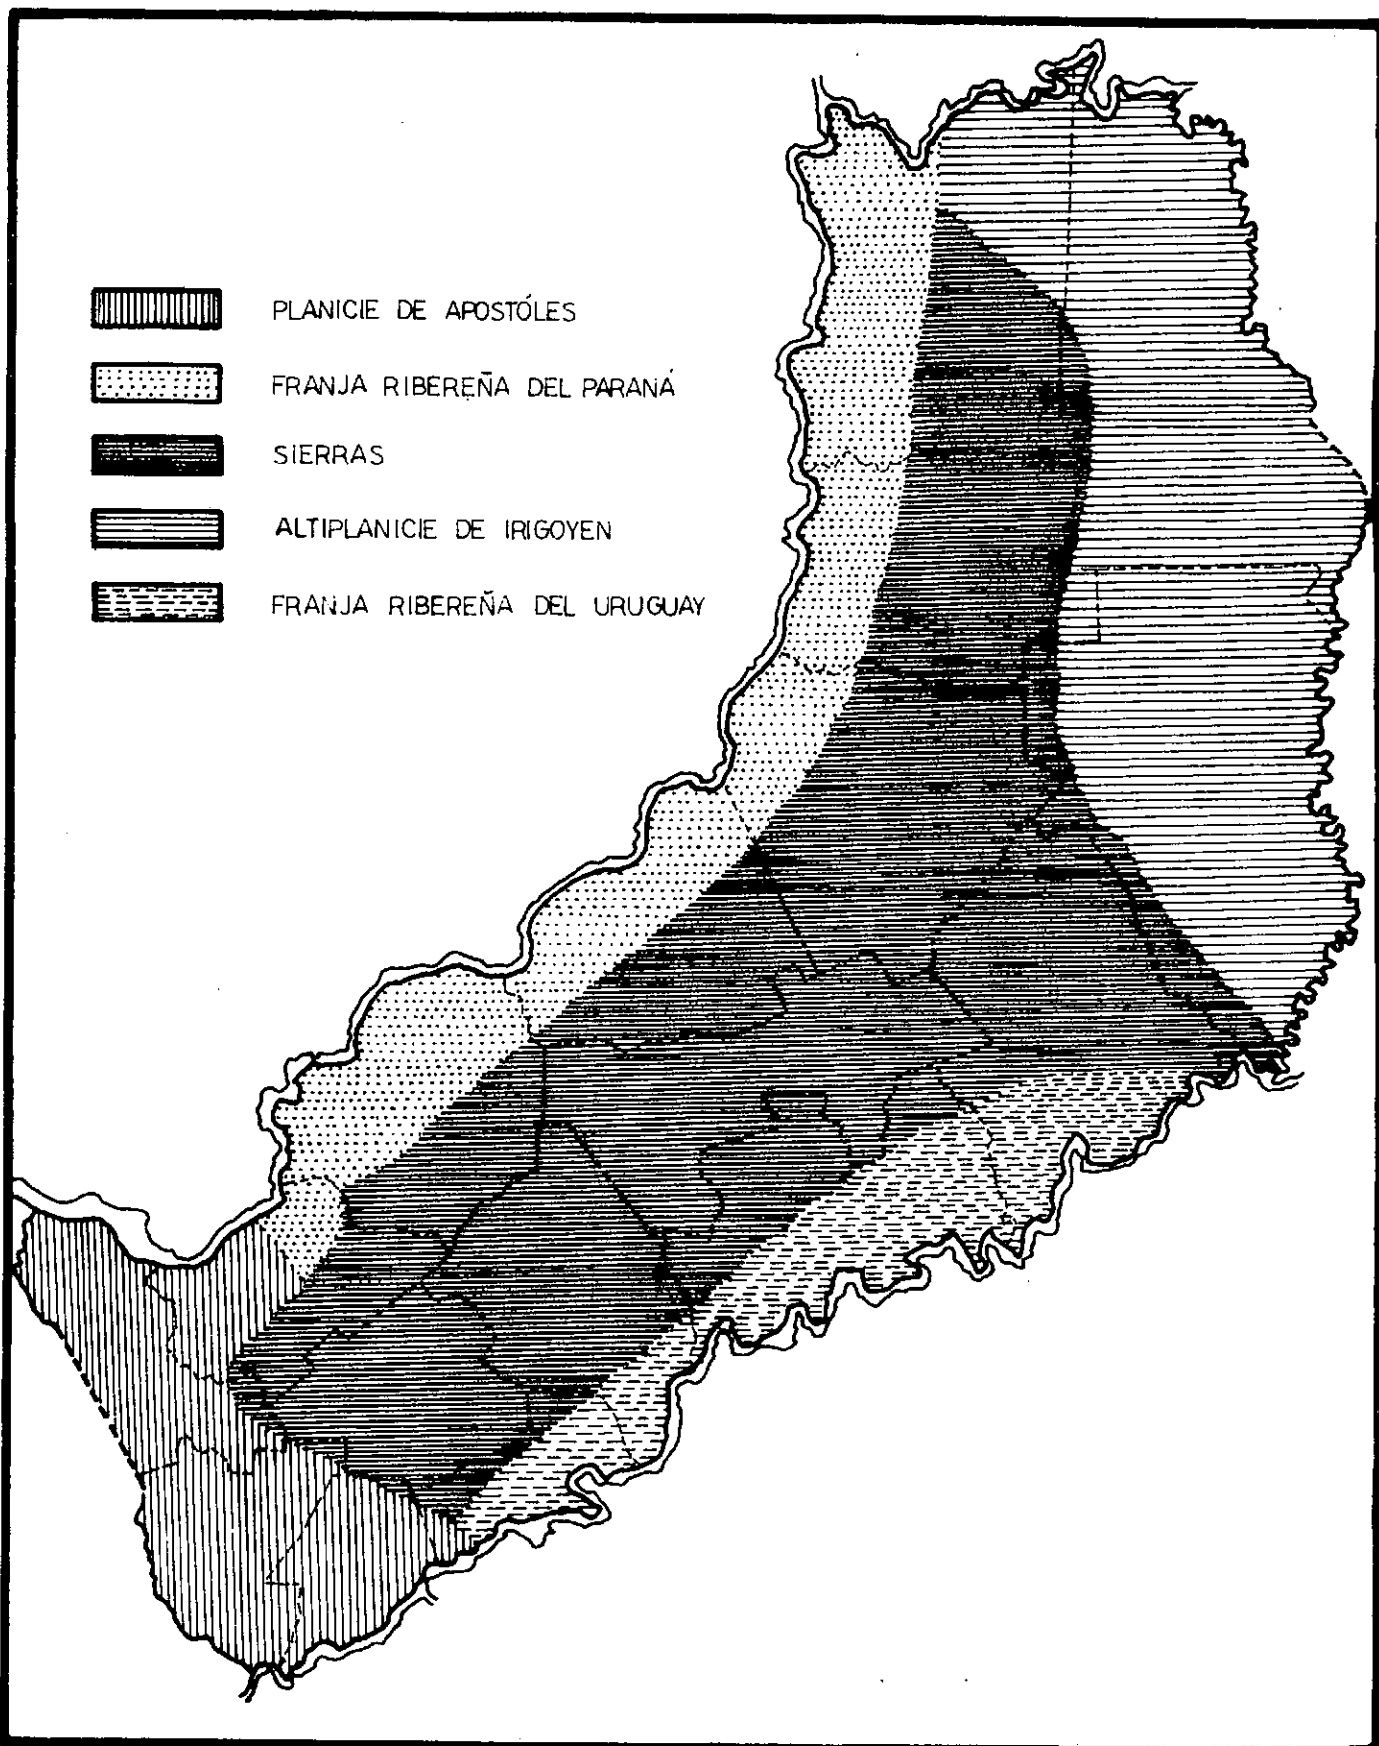 PLANICIE DE APOSTÓLES
FRANJA RIBEREÑA DEL PARANÁ
SIERRAS
ALTIPLANICIE DE IRIGOYEN
FRANJA RIBEREÑA DEL URUGUAY